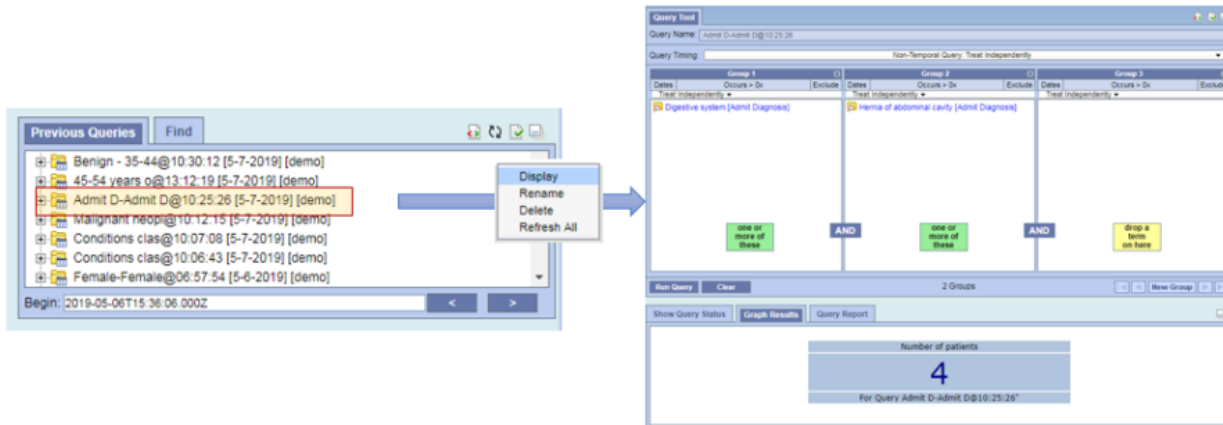 Previous Queries Find
Benign - 35-44@10:30:12 [5-7-2019] [demo]
45-54 years o@13:12:19 [5-7-2019] [demo]
Admit D-Admit D@10:25:26 [5-7-2019] [demo]
Malignant neopl@10:12:15 [5-7-2019] [demo]
Conditions clas@10:07:08 [5-7-2019] [demo]
Conditions clas@10:06:43 [5-7-2019] [demo]
Female-Female@06:57:54 [5-6-2019] [demo]
Begin: 2019-05-06T15:36:06.000Z < >
Display
Rename
Delete
Refresh All
Query Tool
Query Name: Admit D-Admit D@10:25:26
Query Timing: Non-Temporal Query: Treat Independently
Group 1 Group 2 Group 3
Dates Occurs > 0x Exclude Dates Occurs > 0x Exclude Dates Occurs > 0x Exclude
Treat Independently Treat Independently Treat Independently
Digestive system [Admit Diagnosis] Hernia of abdominal cavity [Admit Diagnosis]
one or one or drop a
more of AND more of AND term
these these on here
Run Query Clear 2 Groups New Group
Show Query Status Graph Results Query Report
Number of patients
4
For Query Admit D-Admit D@10:25:26"